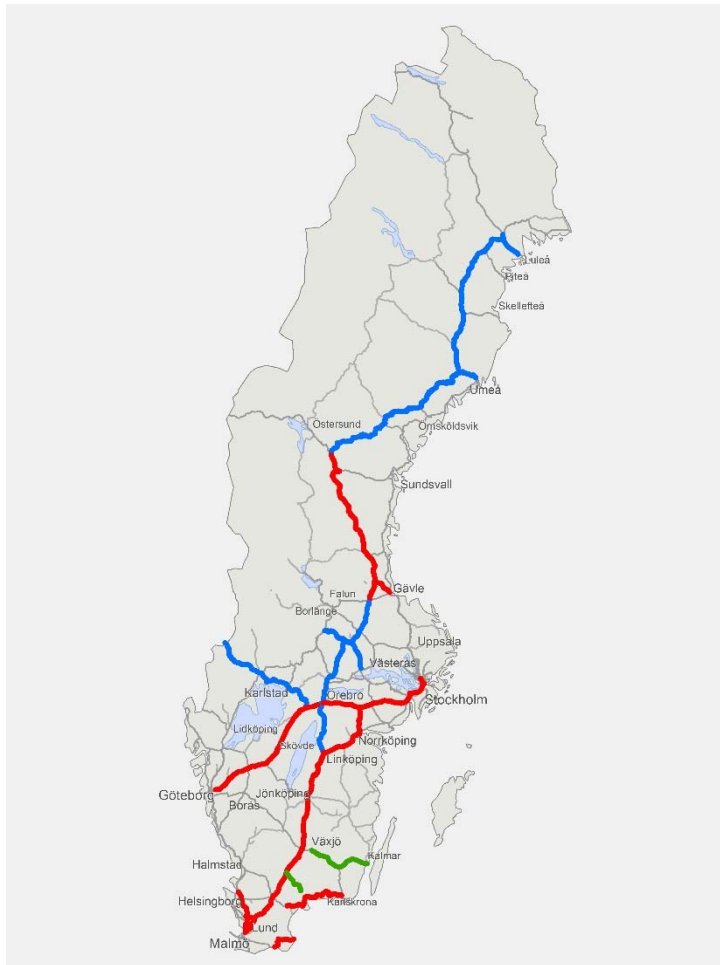 Luleå
Piteå
Skellefteå
Umeå
Östersund
Örnsköldsvik
Sundsvall
Gävle
Falun
Borlänge
Uppsala
Västerås
Karlstad
Örebro
Stockholm
Lidköping
Norrköping
Skövde
Linköping
Göteborg
Jönköping
Borås
Växjö
Kalmar
Halmstad
Helsingborg
Karlskrona
Lund
Malmö